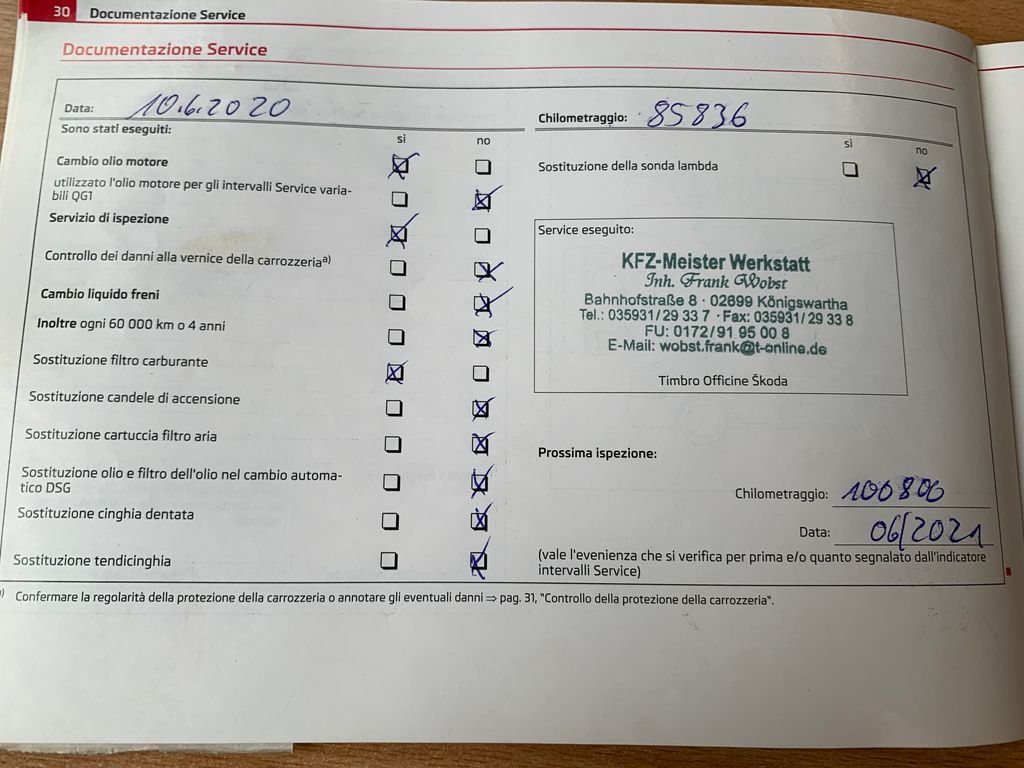 30 Documentazione Service
Documentazione Service
Data: 10.6.2020
Sono stati eseguiti:
sì no
Cambio olio motore
utilizzato l'olio motore per gli intervalli Service varia-
bili QG1
Servizio di ispezione
Controllo dei danni alla vernice della carrozzeriaa)
Cambio liquido freni
Inoltre ogni 60 000 km o 4 anni
Sostituzione filtro carburante
Sostituzione candele di accensione
Sostituzione cartuccia filtro aria
Sostituzione olio e filtro dell'olio nel cambio automa-
tico DSG
Sostituzione cinghia dentata
Sostituzione tendicinghia
Chilometraggio: 85836
sì no
Sostituzione della sonda lambda
Service eseguito:
KFZ-Meister Werkstatt
Inh. Frank Wobst
Bahnhofstraße 8 · 02699 Königswartha
Tel.: 035931/29 33 7 · Fax: 035931/29 33 8
FU: 0172/91 95 00 8
E-Mail: wobst.frank@t-online.de
Timbro Officine Škoda
Prossima ispezione:
Chilometraggio: 100800
Data: 06/2021
(vale l'evenienza che si verifica per prima e/o quanto segnalato dall'indicatore
intervalli Service)
a) Confermare la regolarità della protezione della carrozzeria o annotare gli eventuali danni ⇒ pag. 31, "Controllo della protezione della carrozzeria".